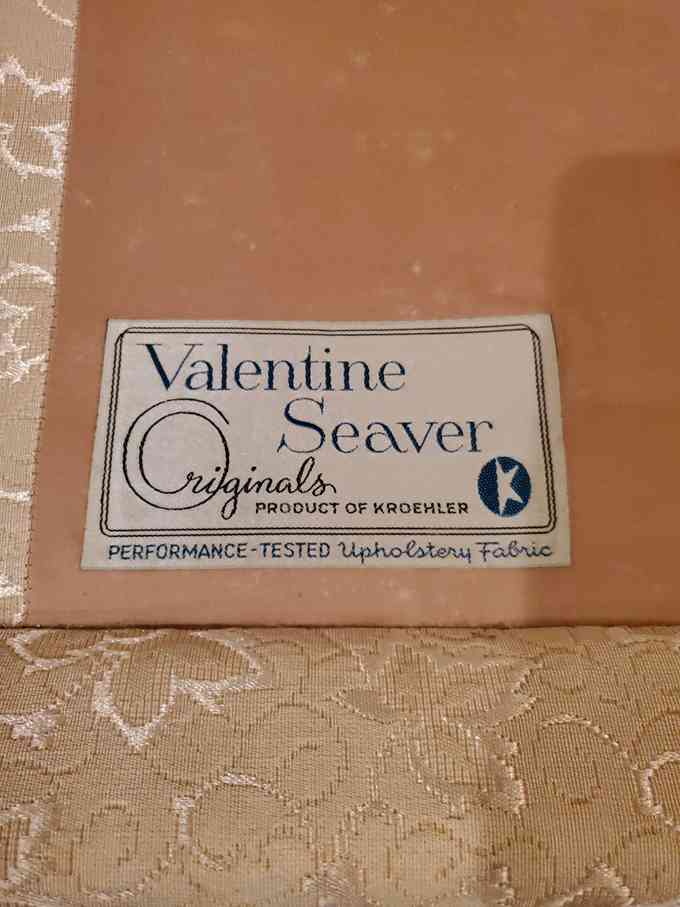 Valentine
Seaver
Originals
PRODUCT OF KROEHLER
K
PERFORMANCE-TESTED Upholstery Fabric